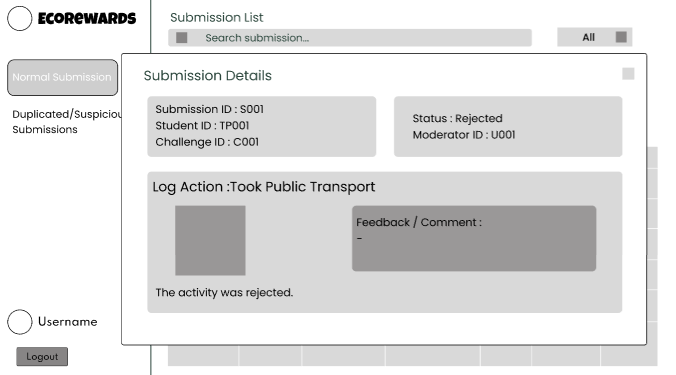 ECOREWARDS
Submission List
Search submission...
All
Normal Submission
Duplicated/Suspiciou
Submissions
Submission Details
Submission ID : S001
Student ID : TP001
Challenge ID : C001
Status : Rejected
Moderator ID : U001
Log Action :Took Public Transport
Feedback / Comment :
-
The activity was rejected.
Username
Logout